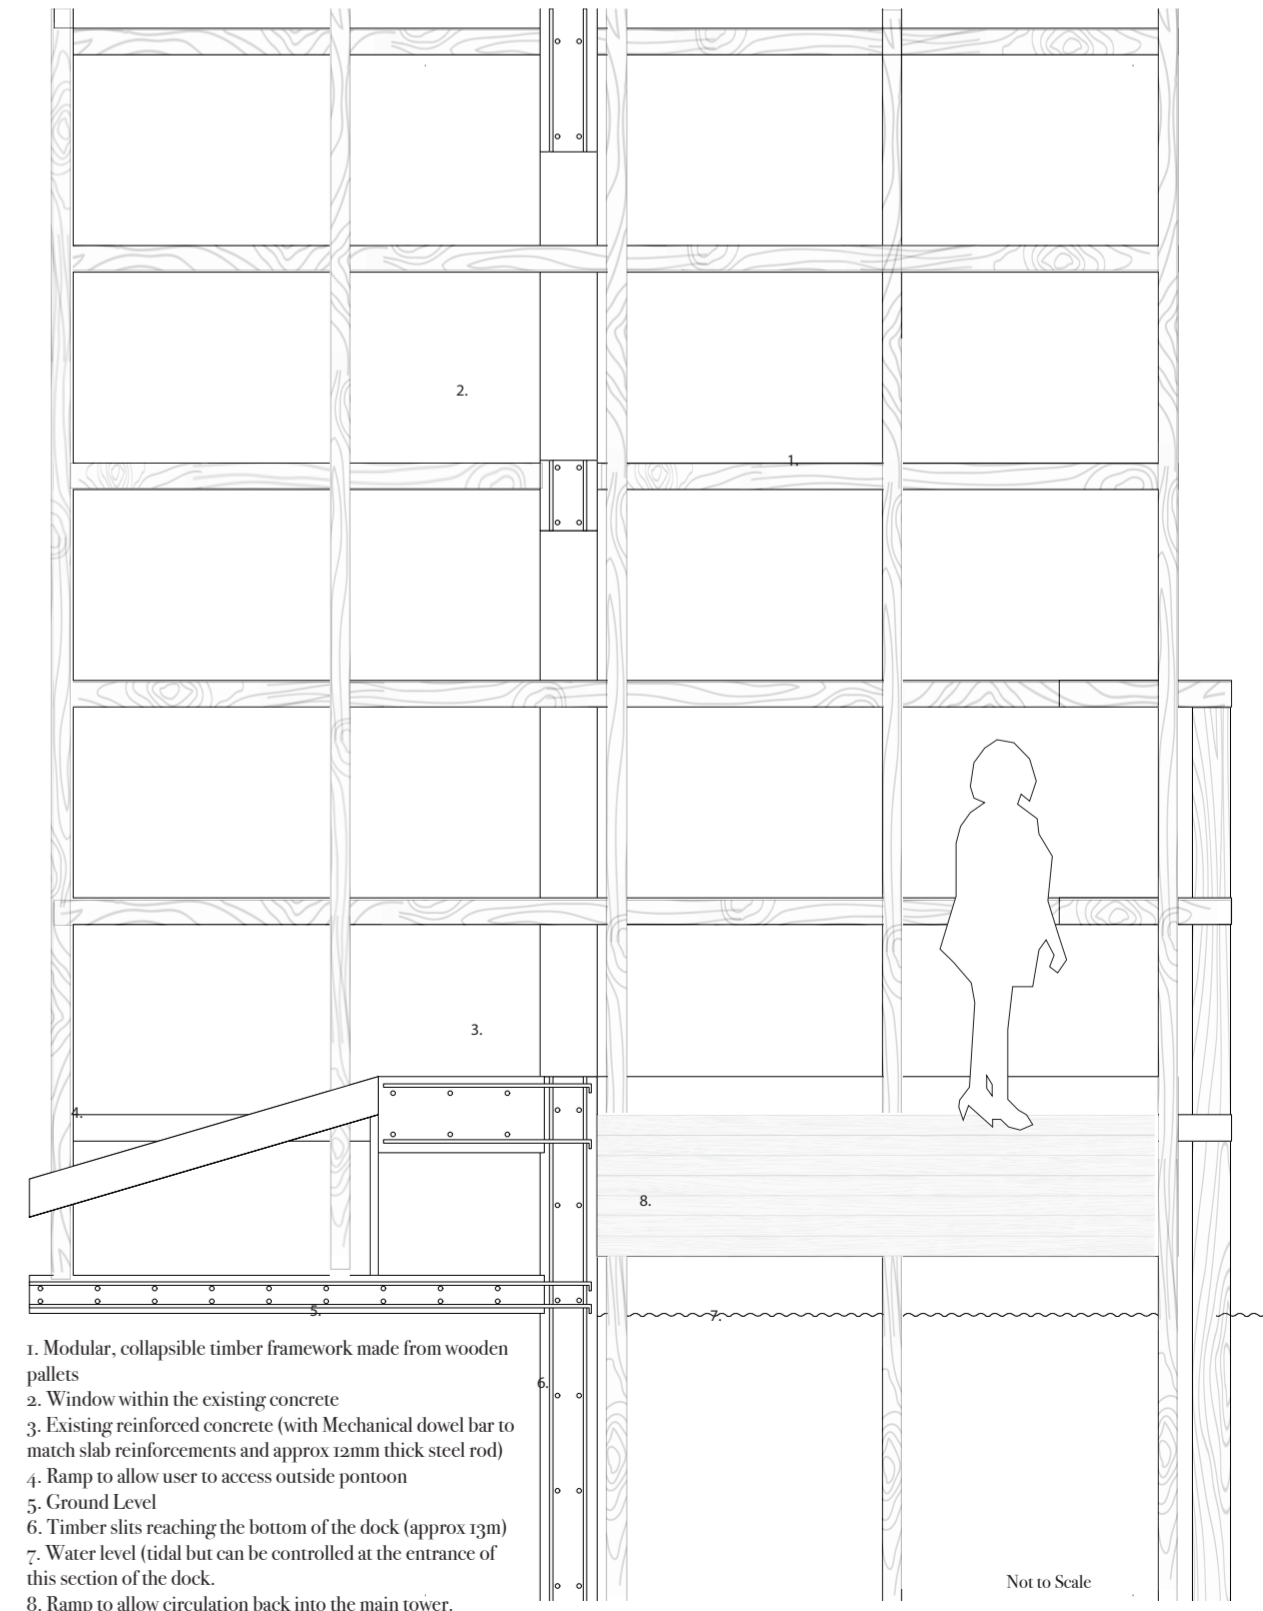 2.
1.
3.
4.
8.
5.
7.
6.
1. Modular, collapsible timber framework made from wooden
pallets
2. Window within the existing concrete
3. Existing reinforced concrete (with Mechanical dowel bar to
match slab reinforcements and approx 12mm thick steel rod)
4. Ramp to allow user to access outside pontoon
5. Ground Level
6. Timber slits reaching the bottom of the dock (approx 13m)
7. Water level (tidal but can be controlled at the entrance of
this section of the dock.
8. Ramp to allow circulation back into the main tower.
Not to Scale